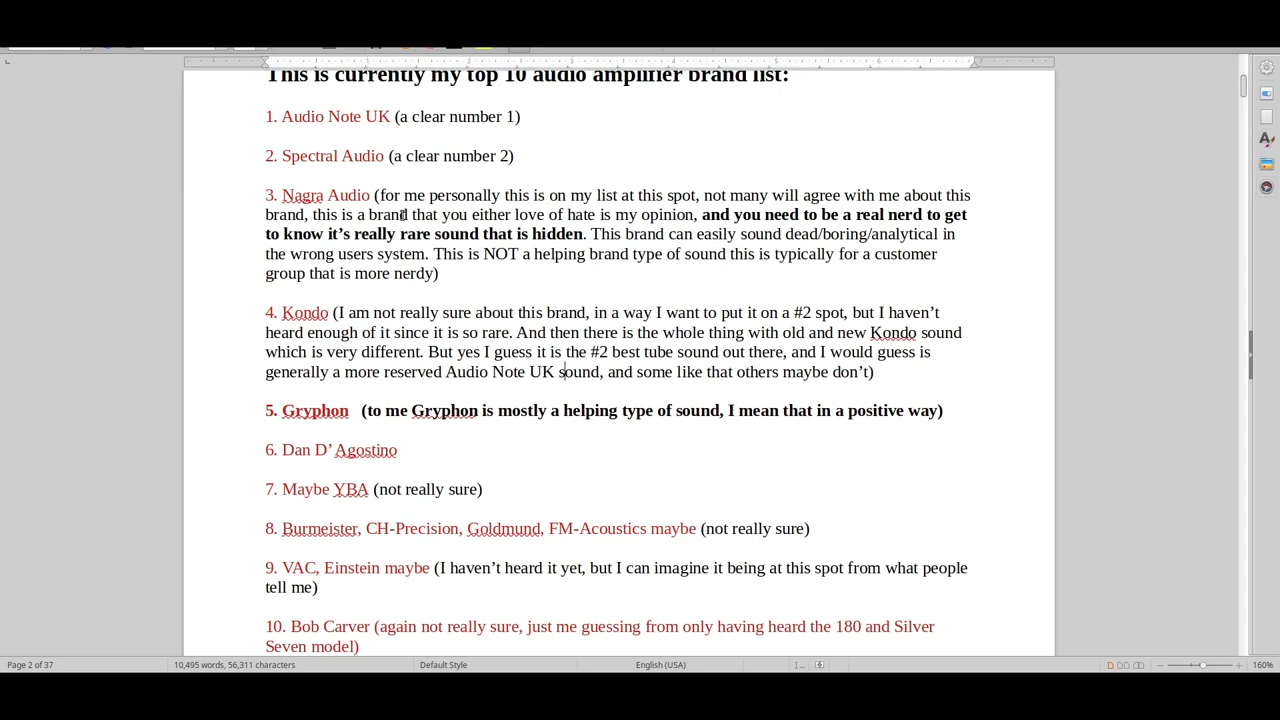 This is currently my top 10 audio amplifier brand list:
1. Audio Note UK (a clear number 1)
2. Spectral Audio (a clear number 2)
3. Nagra Audio (for me personally this is on my list at this spot, not many will agree with me about this
brand, this is a brand that you either love of hate is my opinion, and you need to be a real nerd to get
to know it’s really rare sound that is hidden. This brand can easily sound dead/boring/analytical in
the wrong users system. This is NOT a helping brand type of sound this is typically for a customer
group that is more nerdy)
4. Kondo (I am not really sure about this brand, in a way I want to put it on a #2 spot, but I haven’t
heard enough of it since it is so rare. And then there is the whole thing with old and new Kondo sound
which is very different. But yes I guess it is the #2 best tube sound out there, and I would guess is
generally a more reserved Audio Note UK sound, and some like that others maybe don’t)
5. Gryphon (to me Gryphon is mostly a helping type of sound, I mean that in a positive way)
6. Dan D’ Agostino
7. Maybe YBA (not really sure)
8. Burmeister, CH-Precision, Goldmund, FM-Acoustics maybe (not really sure)
9. VAC, Einstein maybe (I haven’t heard it yet, but I can imagine it being at this spot from what people
tell me)
10. Bob Carver (again not really sure, just me guessing from only having heard the 180 and Silver
Seven model)
Page 2 of 37 10,495 words, 56,311 characters Default Style English (USA) 160%